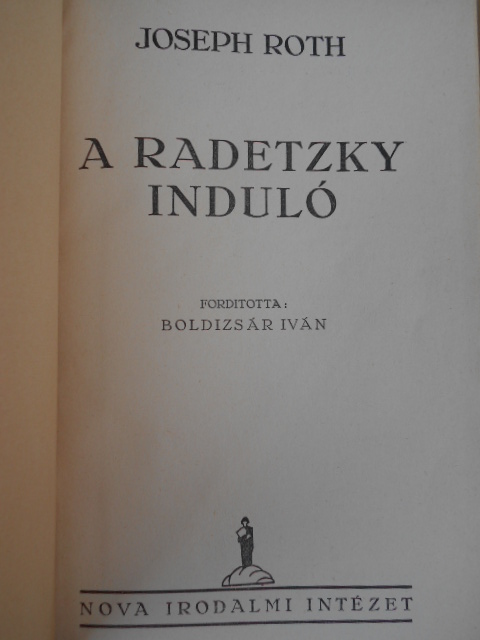 JOSEPH ROTH
A RADETZKY
INDULÓ
FORDITOTTA:
BOLDIZSÁR IVÁN
NOVA IRODALMI INTÉZET